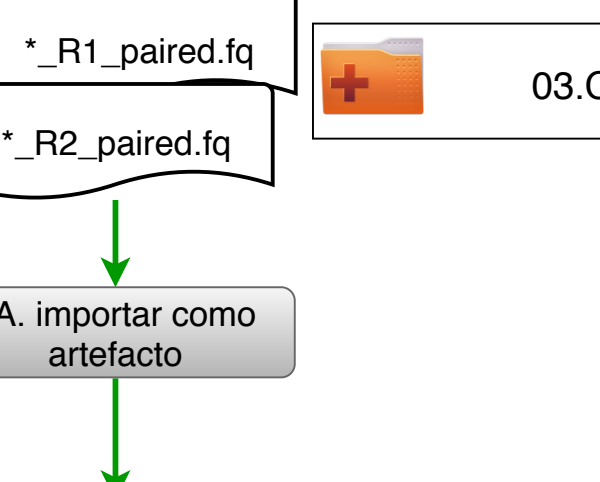 *_R1_paired.fq
03.
*_R2_paired.fq
A. importar como
artefacto